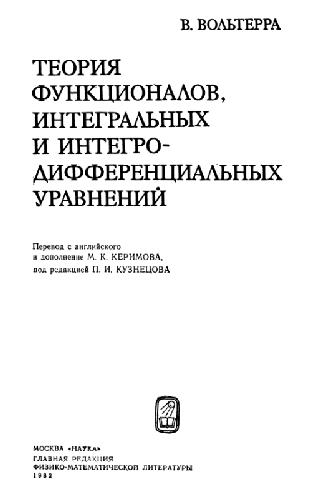 В. ВОЛЬТЕРРА
ТЕОРИЯ
ФУНКЦИОНАЛОВ,
ИНТЕГРАЛЬНЫХ
И ИНТЕГРО-
ДИФФЕРЕНЦИАЛЬНЫХ
УРАВНЕНИЙ
Перевод с английского
и дополнение М. К. КЕРИМОВА,
под редакцией П. И. КУЗНЕЦОВА
МОСКВА «НАУКА»
ГЛАВНАЯ РЕДАКЦИЯ
ФИЗИКО-МАТЕМАТИЧЕСКОЙ ЛИТЕРАТУРЫ
1982